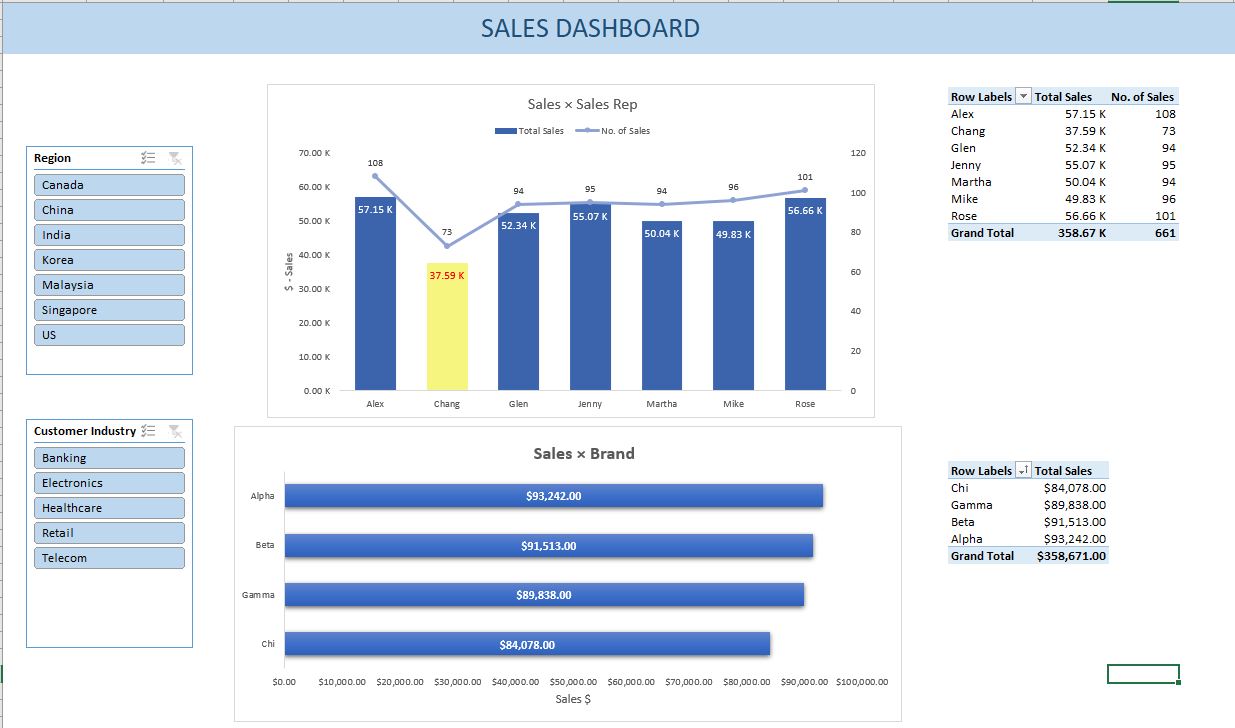 SALES DASHBOARD
Region
Canada
China
India
Korea
Malaysia
Singapore
US
Customer Industry
Banking
Electronics
Healthcare
Retail
Telecom
Sales × Sales Rep
Total Sales No. of Sales
70.00 K
60.00 K
50.00 K
40.00 K
30.00 K
20.00 K
10.00 K
0.00 K
$ - Sales
108
73
94
95
94
96
101
57.15 K
37.59 K
52.34 K
55.07 K
50.04 K
49.83 K
56.66 K
120
100
80
60
40
20
0
Alex Chang Glen Jenny Martha Mike Rose
Sales × Brand
Alpha $93,242.00
Beta $91,513.00
Gamma $89,838.00
Chi $84,078.00
$0.00 $10,000.00 $20,000.00 $30,000.00 $40,000.00 $50,000.00 $60,000.00 $70,000.00 $80,000.00 $90,000.00 $100,000.00
Sales $
Row Labels Total Sales No. of Sales
Alex 57.15 K 108
Chang 37.59 K 73
Glen 52.34 K 94
Jenny 55.07 K 95
Martha 50.04 K 94
Mike 49.83 K 96
Rose 56.66 K 101
Grand Total 358.67 K 661
Row Labels Total Sales
Chi $84,078.00
Gamma $89,838.00
Beta $91,513.00
Alpha $93,242.00
Grand Total $358,671.00